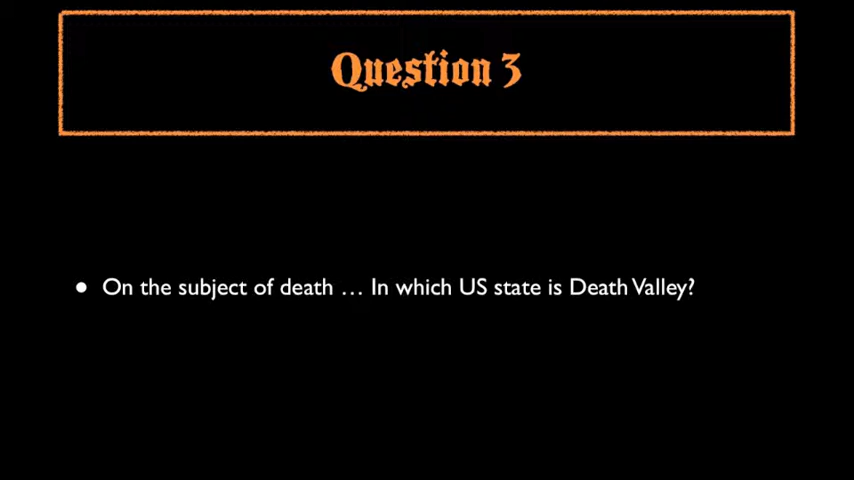 Question 3
● On the subject of death … In which US state is Death Valley?